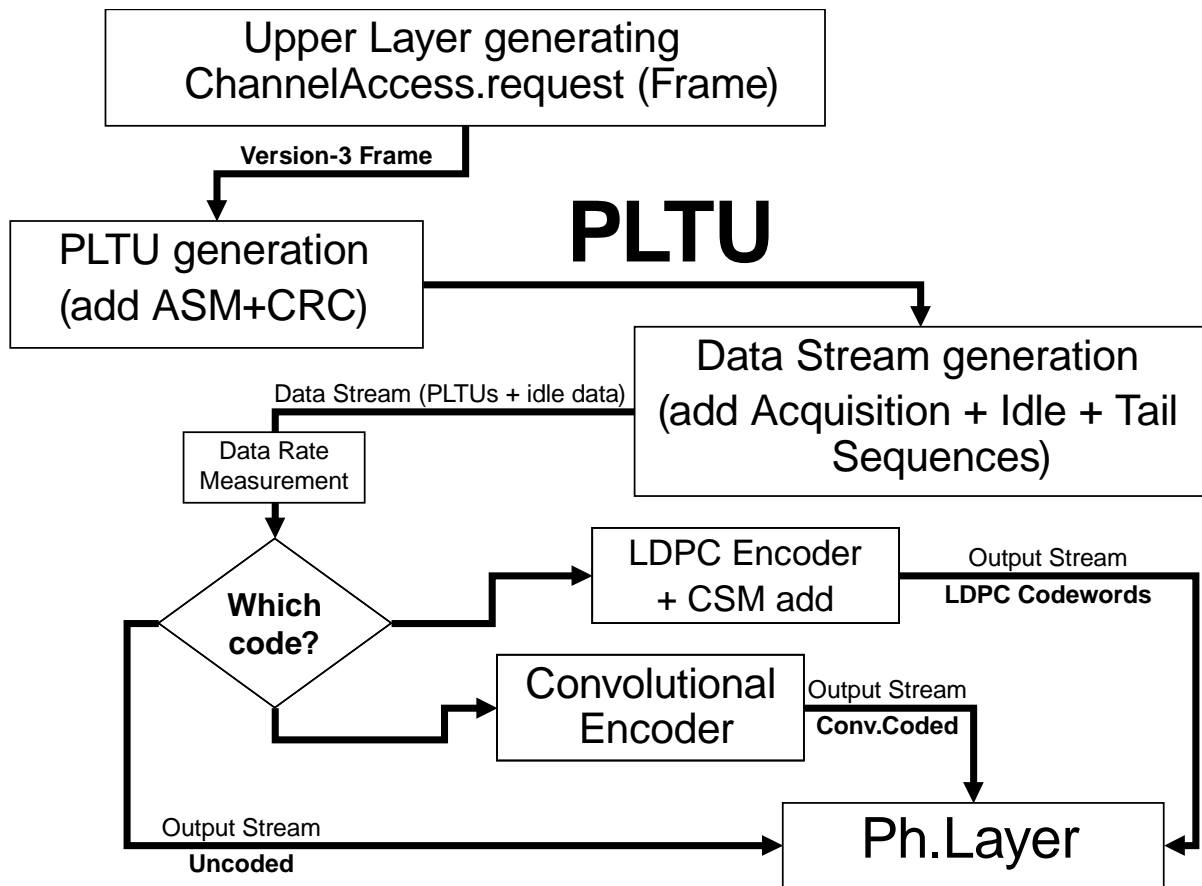 Upper Layer generating
ChannelAccess.request (Frame)
Version-3 Frame
PLTU
PLTU generation
(add ASM+CRC)
Data Stream generation
(add Acquisition + Idle + Tail
Sequences)
Data Stream (PLTUs + idle data)
Data Rate
Measurement
Which
code?
LDPC Encoder
+ CSM add
Output Stream
LDPC Codewords
Convolutional
Encoder
Output Stream
Conv.Coded
Output Stream
Uncoded
Ph.Layer